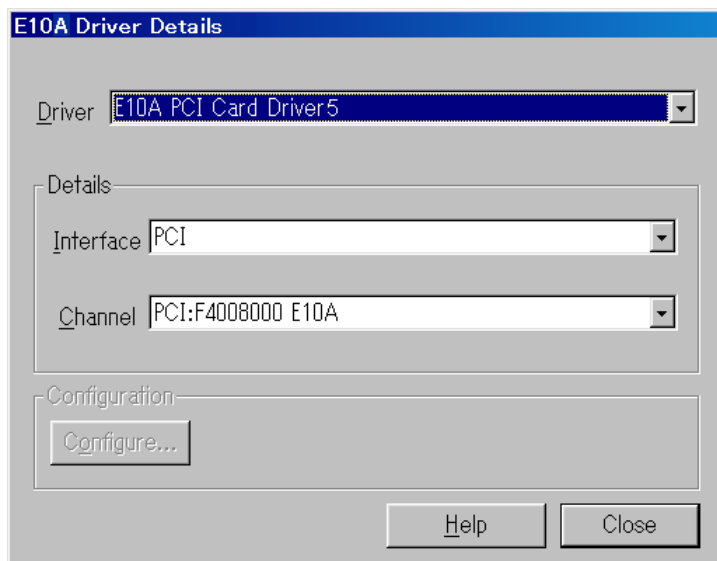 E10A Driver Details
Driver E10A PCI Card Driver5
Details
Interface PCI
Channel PCI:F4008000 E10A
Configuration
Configure...
Help Close